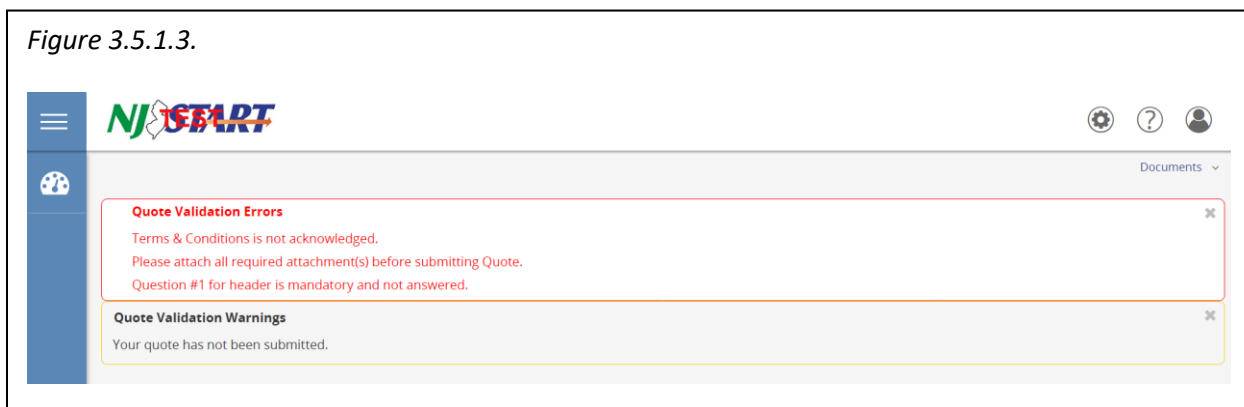 Figure 3.5.1.3.
NJSTART
TEST
Documents
Quote Validation Errors
Terms & Conditions is not acknowledged.
Please attach all required attachment(s) before submitting Quote.
Question #1 for header is mandatory and not answered.
Quote Validation Warnings
Your quote has not been submitted.